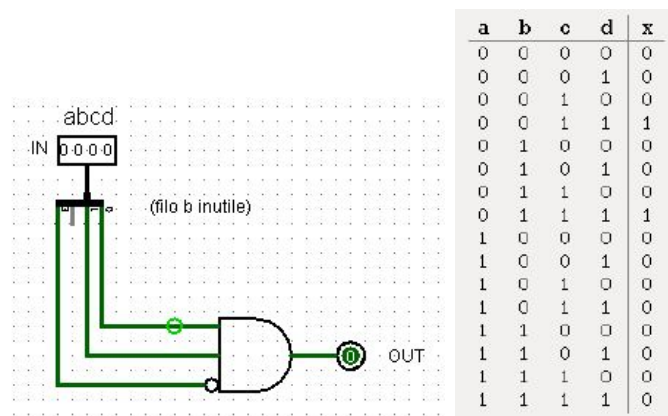 abcd
IN 0 0 0 0
(filo b inutile)
0 OUT
a b c d x
0 0 0 0 0
0 0 0 1 0
0 0 1 0 0
0 0 1 1 1
0 1 0 0 0
0 1 0 1 0
0 1 1 0 0
0 1 1 1 1
1 0 0 0 0
1 0 0 1 0
1 0 1 0 0
1 0 1 1 0
1 1 0 0 0
1 1 0 1 0
1 1 1 0 0
1 1 1 1 0